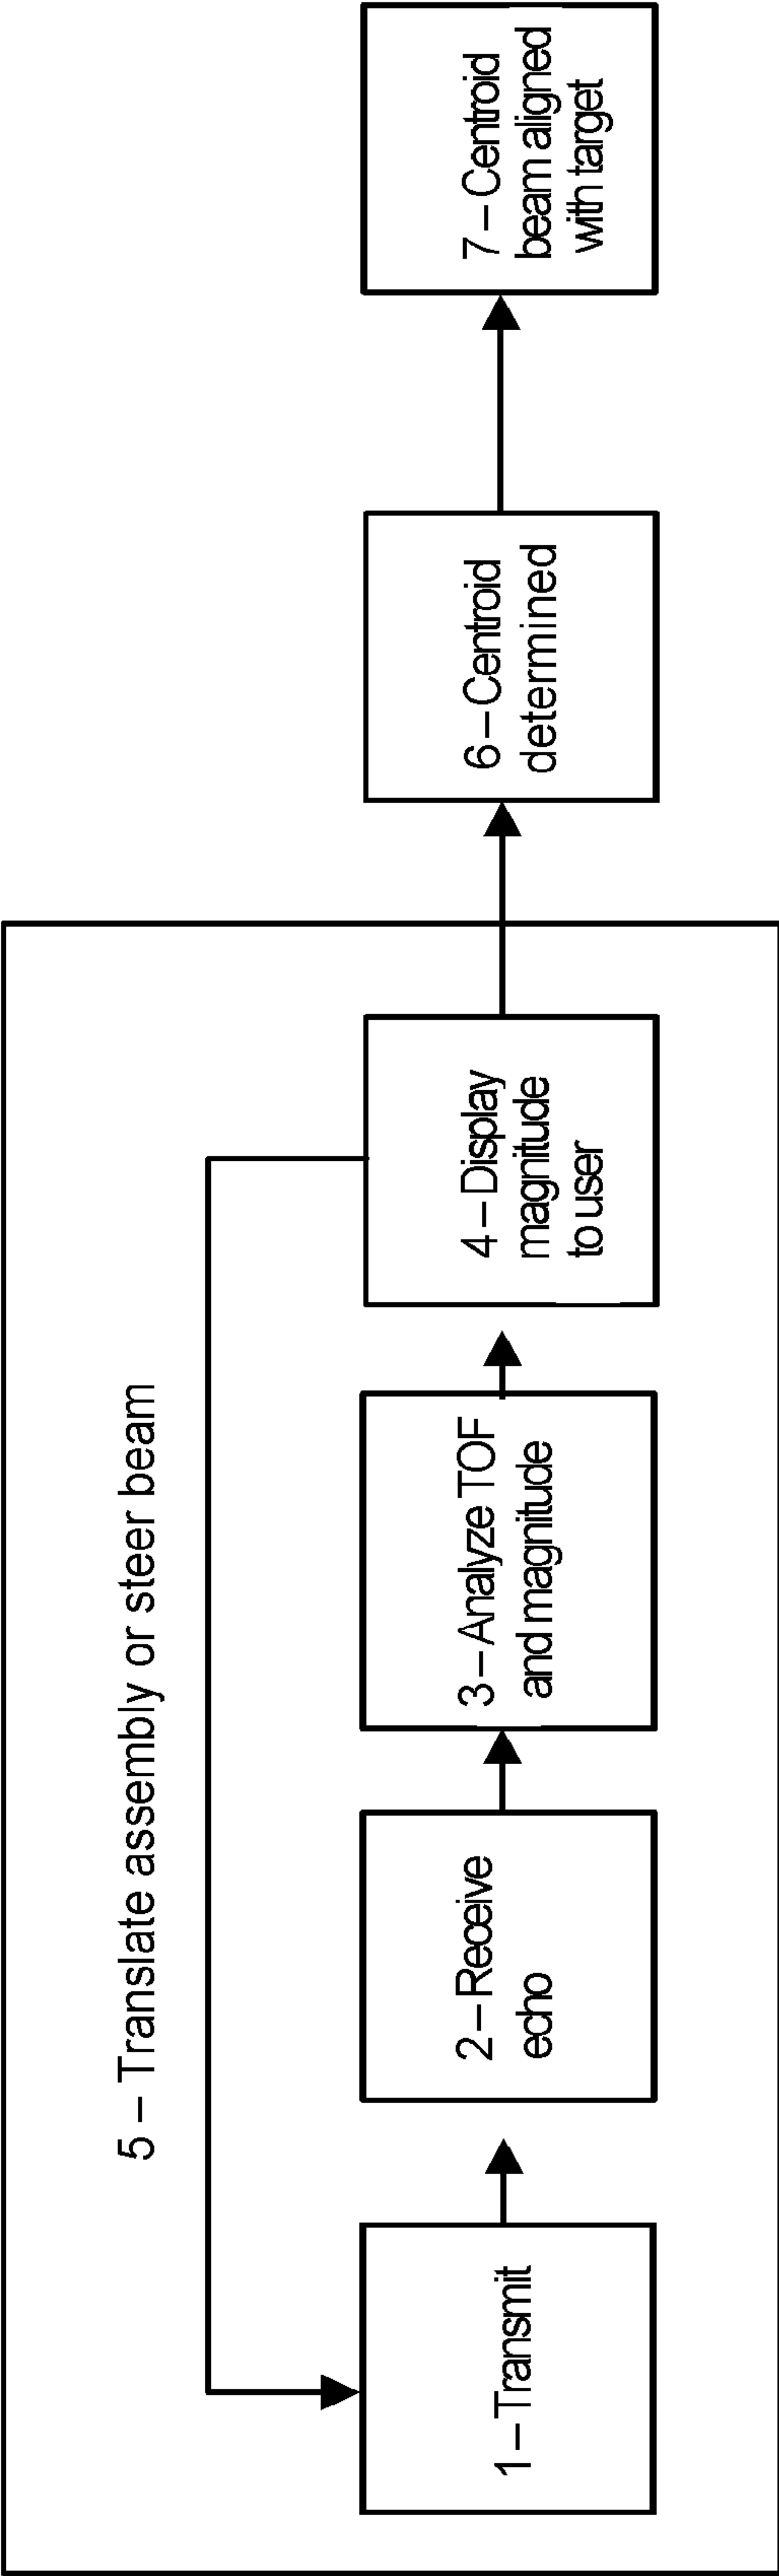 5 – Translate assembly or steer beam
1 – Transmit
2 – Receive
echo
3 – Analyze TOF
and magnitude
4 – Display
magnitude
to user
6 – Centroid
determined
7 – Centroid
beam aligned
with target